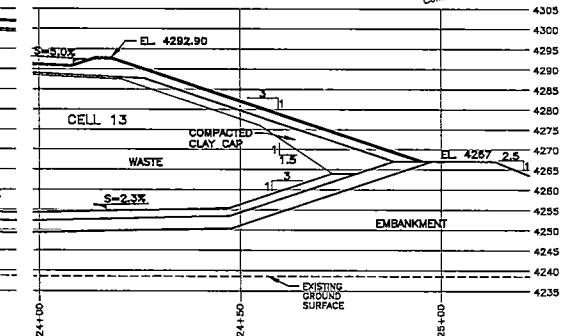 4305
4300
EL. 4292.90
4295
S=5.0%
4290
4285
3
1
4280
CELL 13
4275
COMPACTED
CLAY CAP
1
1.5
4270
EL. 4267
2.5
1
WASTE
4265
3
1
4260
S=2.3%
4255
EMBANKMENT
4250
4245
4240
EXISTING
GROUND
SURFACE
4235
24+00
24+50
25+00